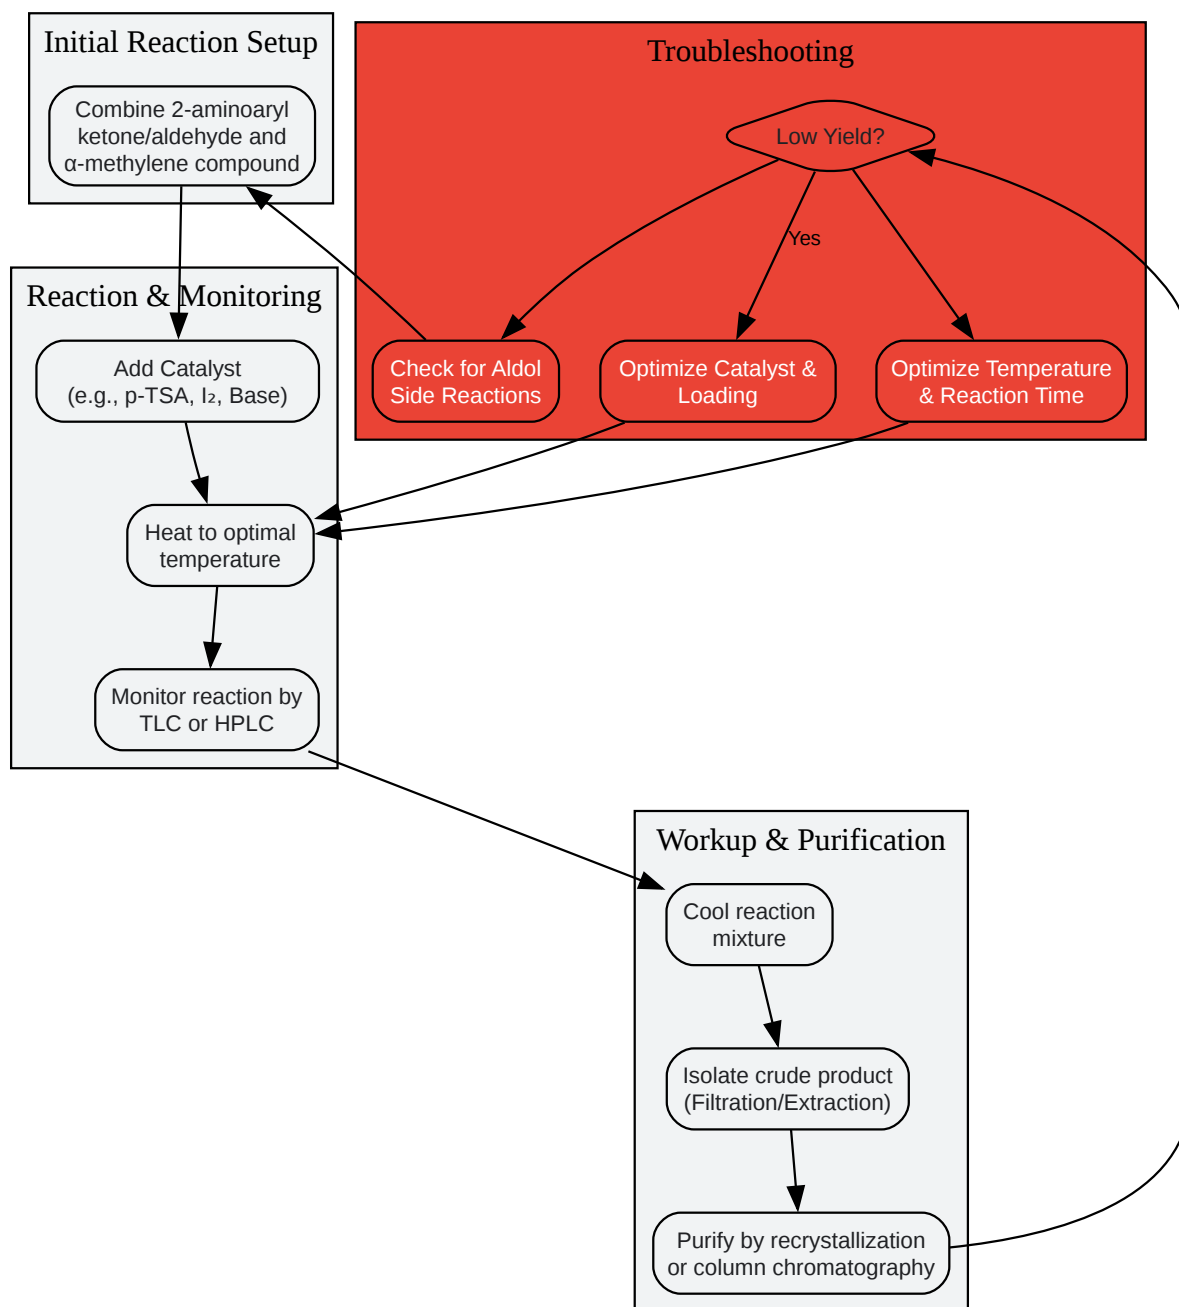 Initial Reaction Setup
Combine 2-aminoaryl
ketone/aldehyde and
α-methylene compound
Troubleshooting
Low Yield?
Yes
Check for Aldol
Side Reactions
Optimize Catalyst &
Loading
Optimize Temperature
& Reaction Time
Reaction & Monitoring
Add Catalyst
(e.g., p-TSA, I₂, Base)
Heat to optimal
temperature
Monitor reaction by
TLC or HPLC
Workup & Purification
Cool reaction
mixture
Isolate crude product
(Filtration/Extraction)
Purify by recrystallization
or column chromatography